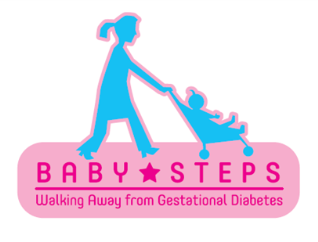 BABY★STEPS
Walking Away from Gestational Diabetes